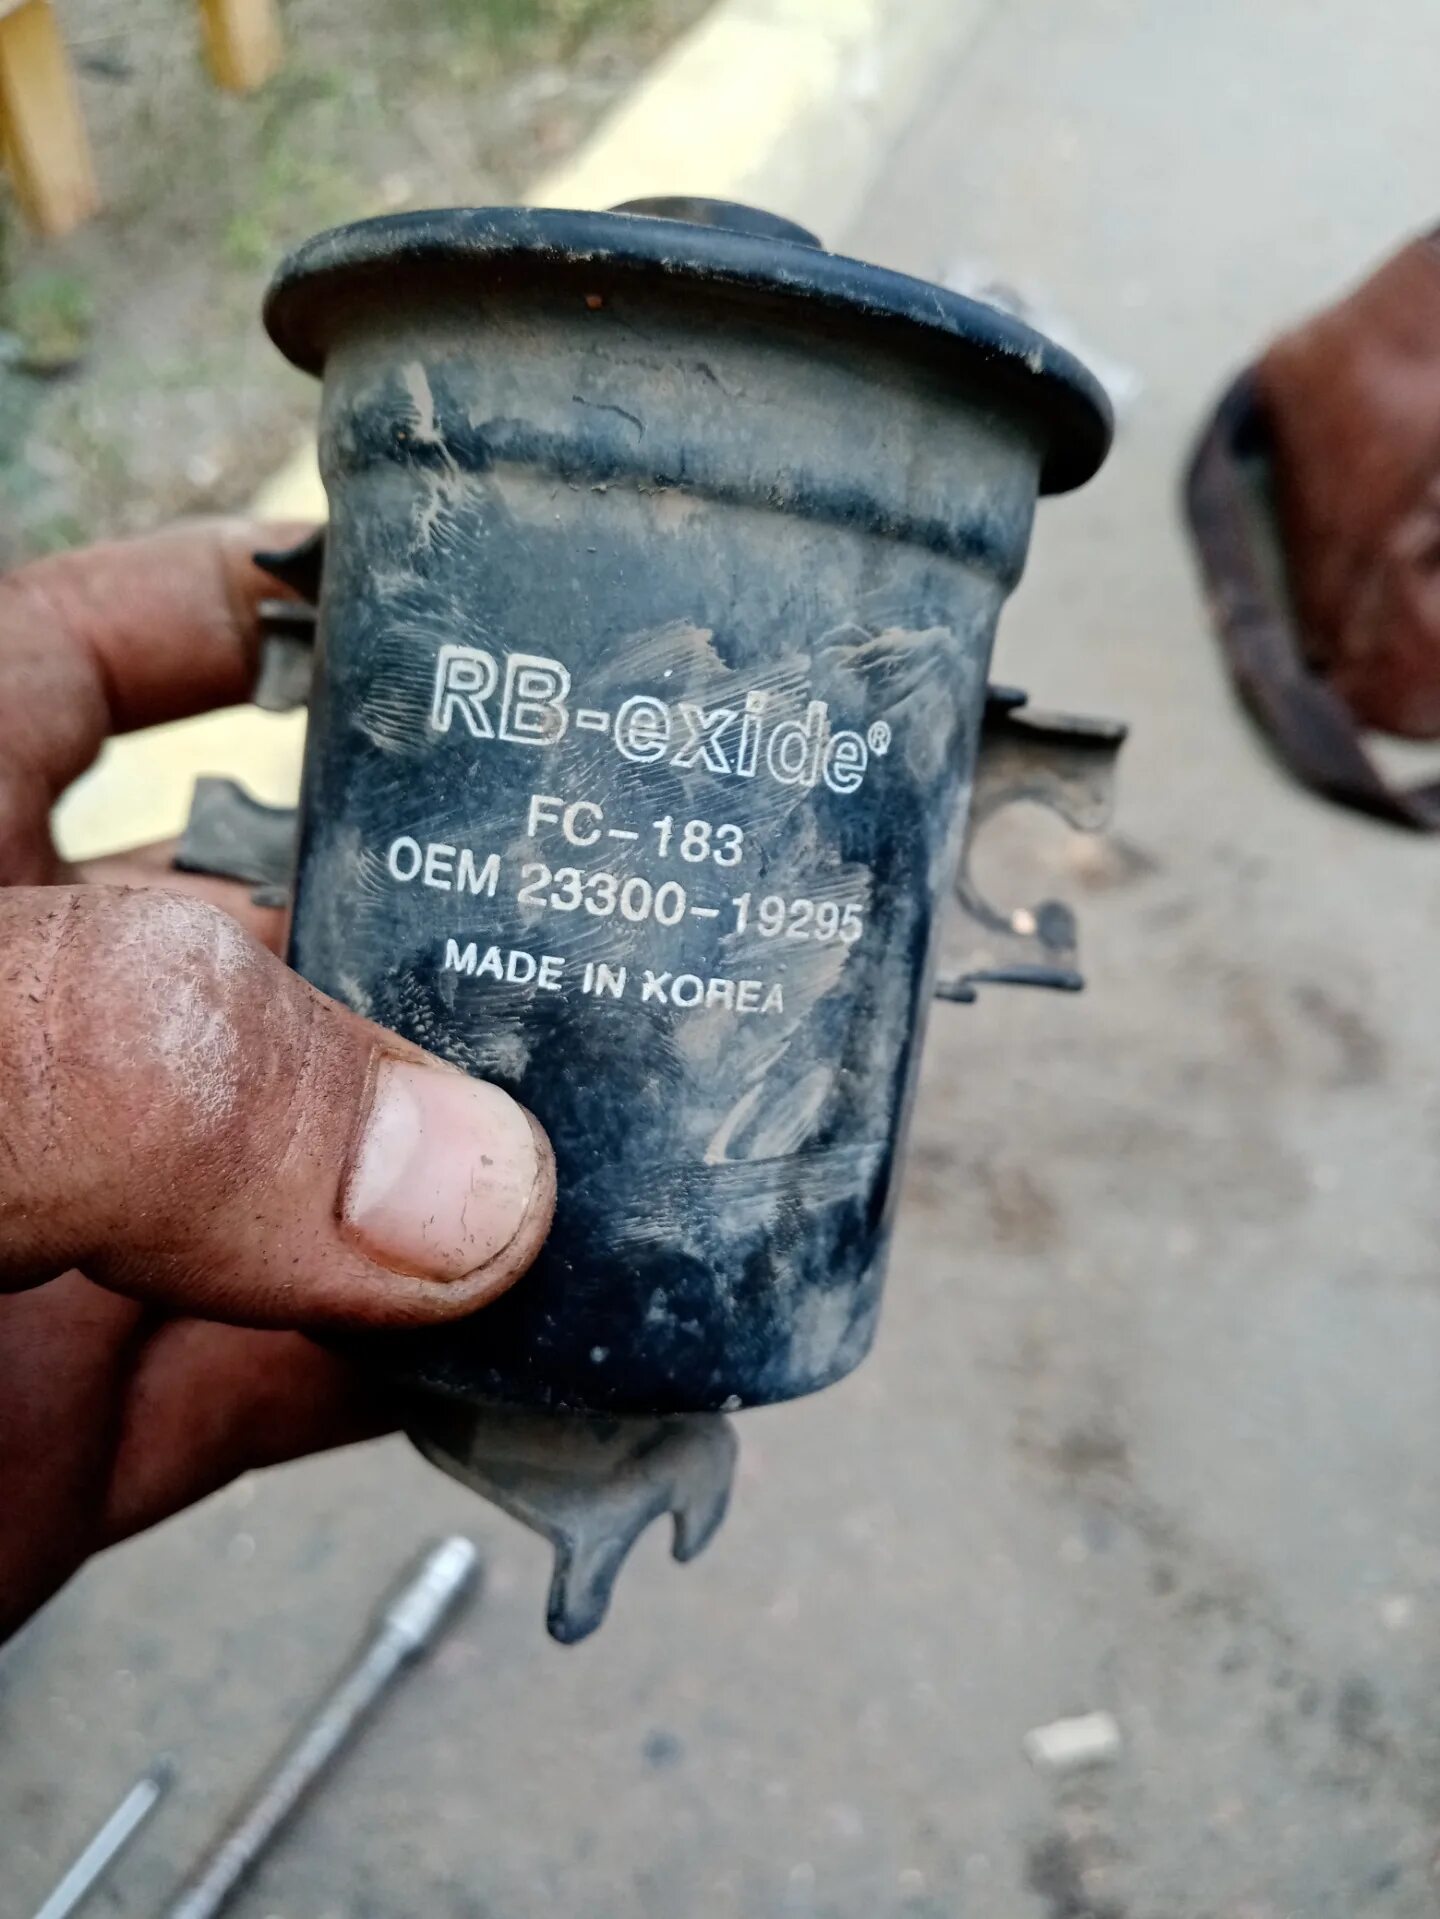 RB-exide®
FC-183
OEM 23300-19295
MADE IN KOREA